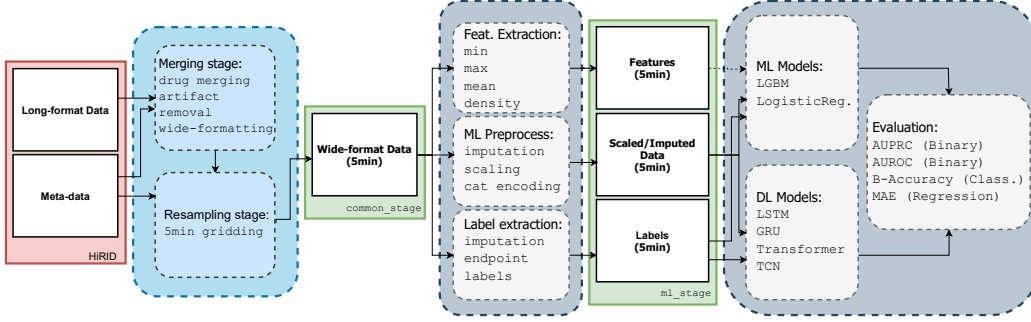 Long-format Data
Meta-data
HiRID
Merging stage:
drug merging
artifact
removal
wide-formatting
Resampling stage:
5min gridding
Wide-format Data
(5min)
common_stage
Feat. Extraction:
min
max
mean
density
ML Preprocess:
imputation
scaling
cat encoding
Label extraction:
imputation
endpoint
labels
Features
(5min)
Scaled/Imputed
Data
(5min)
Labels
(5min)
ml_stage
ML Models:
LGBM
LogisticReg.
DL Models:
LSTM
GRU
Transformer
TCN
Evaluation:
AUPRC (Binary)
AUROC (Binary)
B-Accuracy (Class.)
MAE (Regression)